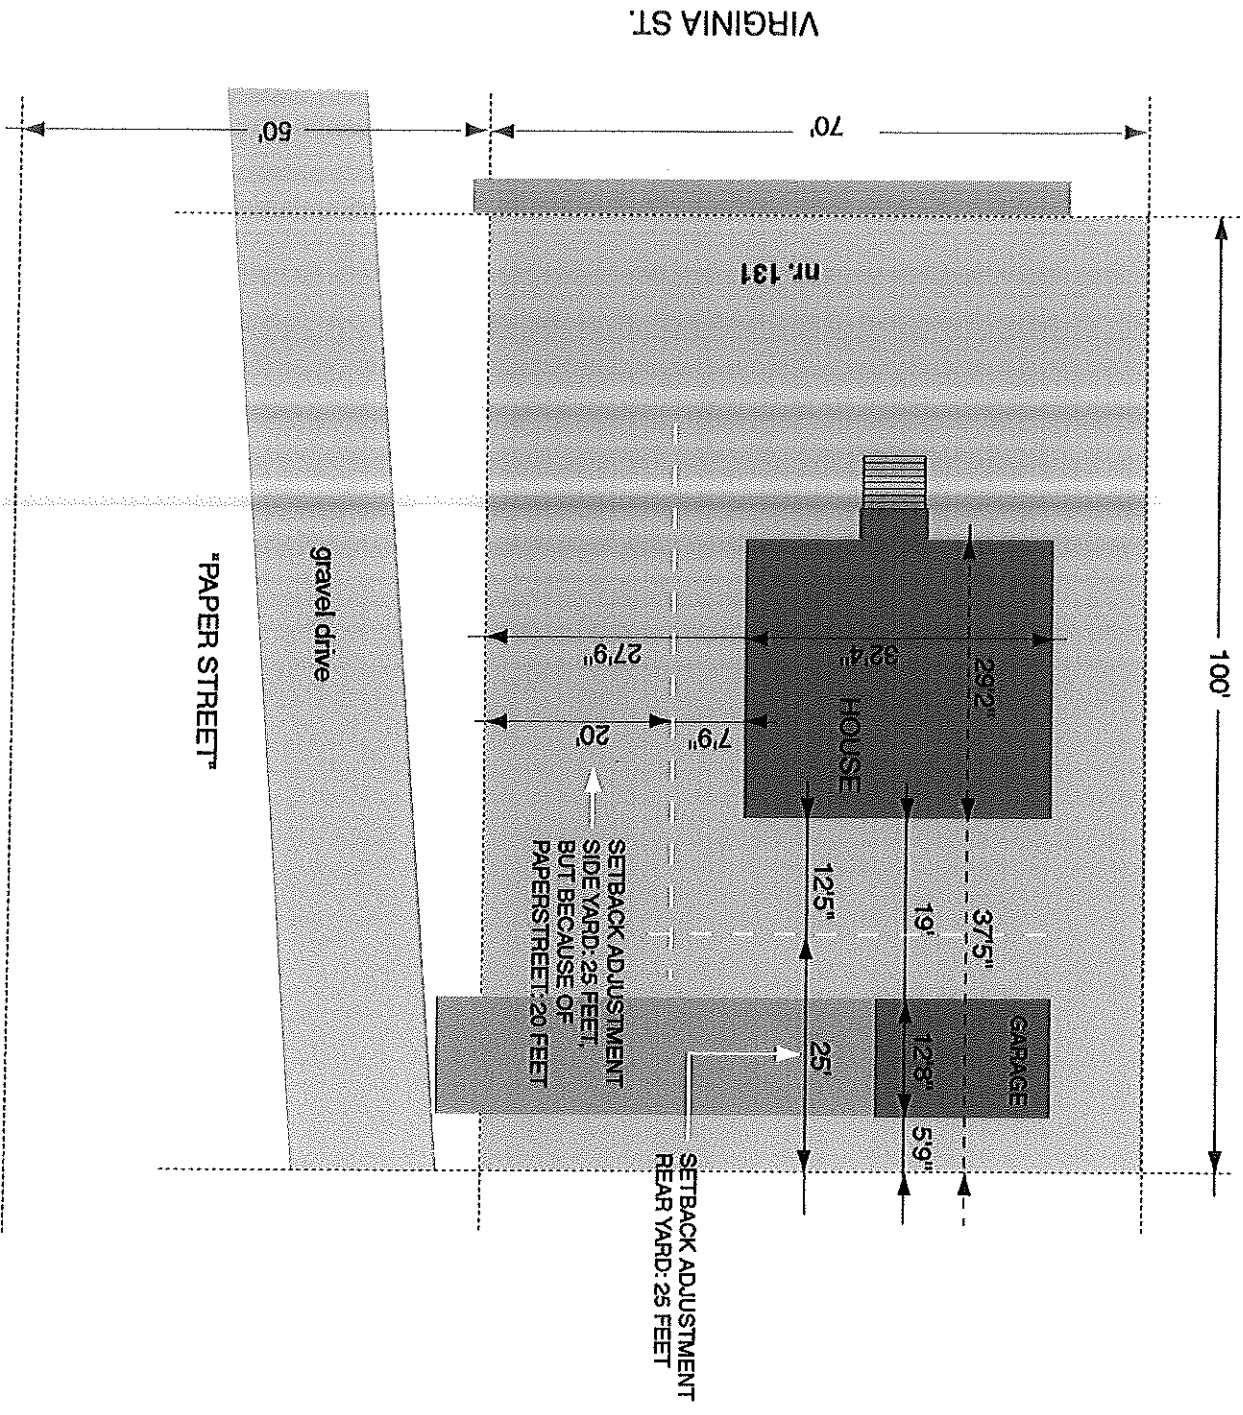 VIRGINIA ST.
50'
70'
nr. 131
100'
"PAPER STREET"
gravel drive
27'9"
32'4"
29'2"
HOUSE
20'
7'9"
SETBACK ADJUSTMENT
SIDE YARD: 25 FEET,
BUT BECAUSE OF
PAPERSTREET: 20 FEET
12'5"
19'
37'5"
25'
12'8"
GARAGE
5'9"
SETBACK ADJUSTMENT
REAR YARD: 25 FEET